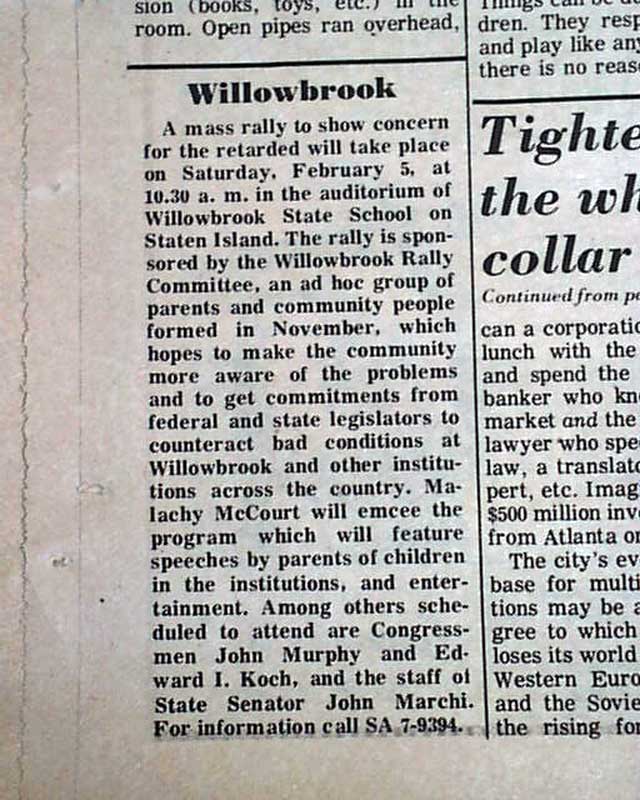 sion (books, toys, etc.) in the
room. Open pipes ran overhead,
Willowbrook
A mass rally to show concern
for the retarded will take place
on Saturday, February 5, at
10.30 a. m. in the auditorium of
Willowbrook State School on
Staten Island. The rally is spon-
sored by the Willowbrook Rally
Committee, an ad hoc group of
parents and community people
formed in November, which
hopes to make the community
more aware of the problems
and to get commitments from
federal and state legislators to
counteract bad conditions at
Willowbrook and other institu-
tions across the country. Ma-
lachy McCourt will emcee the
program which will feature
speeches by parents of children
in the institutions, and enter-
tainment. Among others sche-
duled to attend are Congress-
men John Murphy and Ed-
ward I. Koch, and the staff of
State Senator John Marchi.
For information call SA 7-9394.
dren. They resp
and play like any
there is no reaso
Tighte
the wh
collar
Continued from pa
can a corporatio
lunch with the
and spend the
banker who kno
market and the
lawyer who spe
law, a translato
pert, etc. Imag
$500 million inv
from Atlanta or
The city's ev
base for multi
tions may be a
gree to which
loses its world
Western Euro
and the Sovie
the rising for